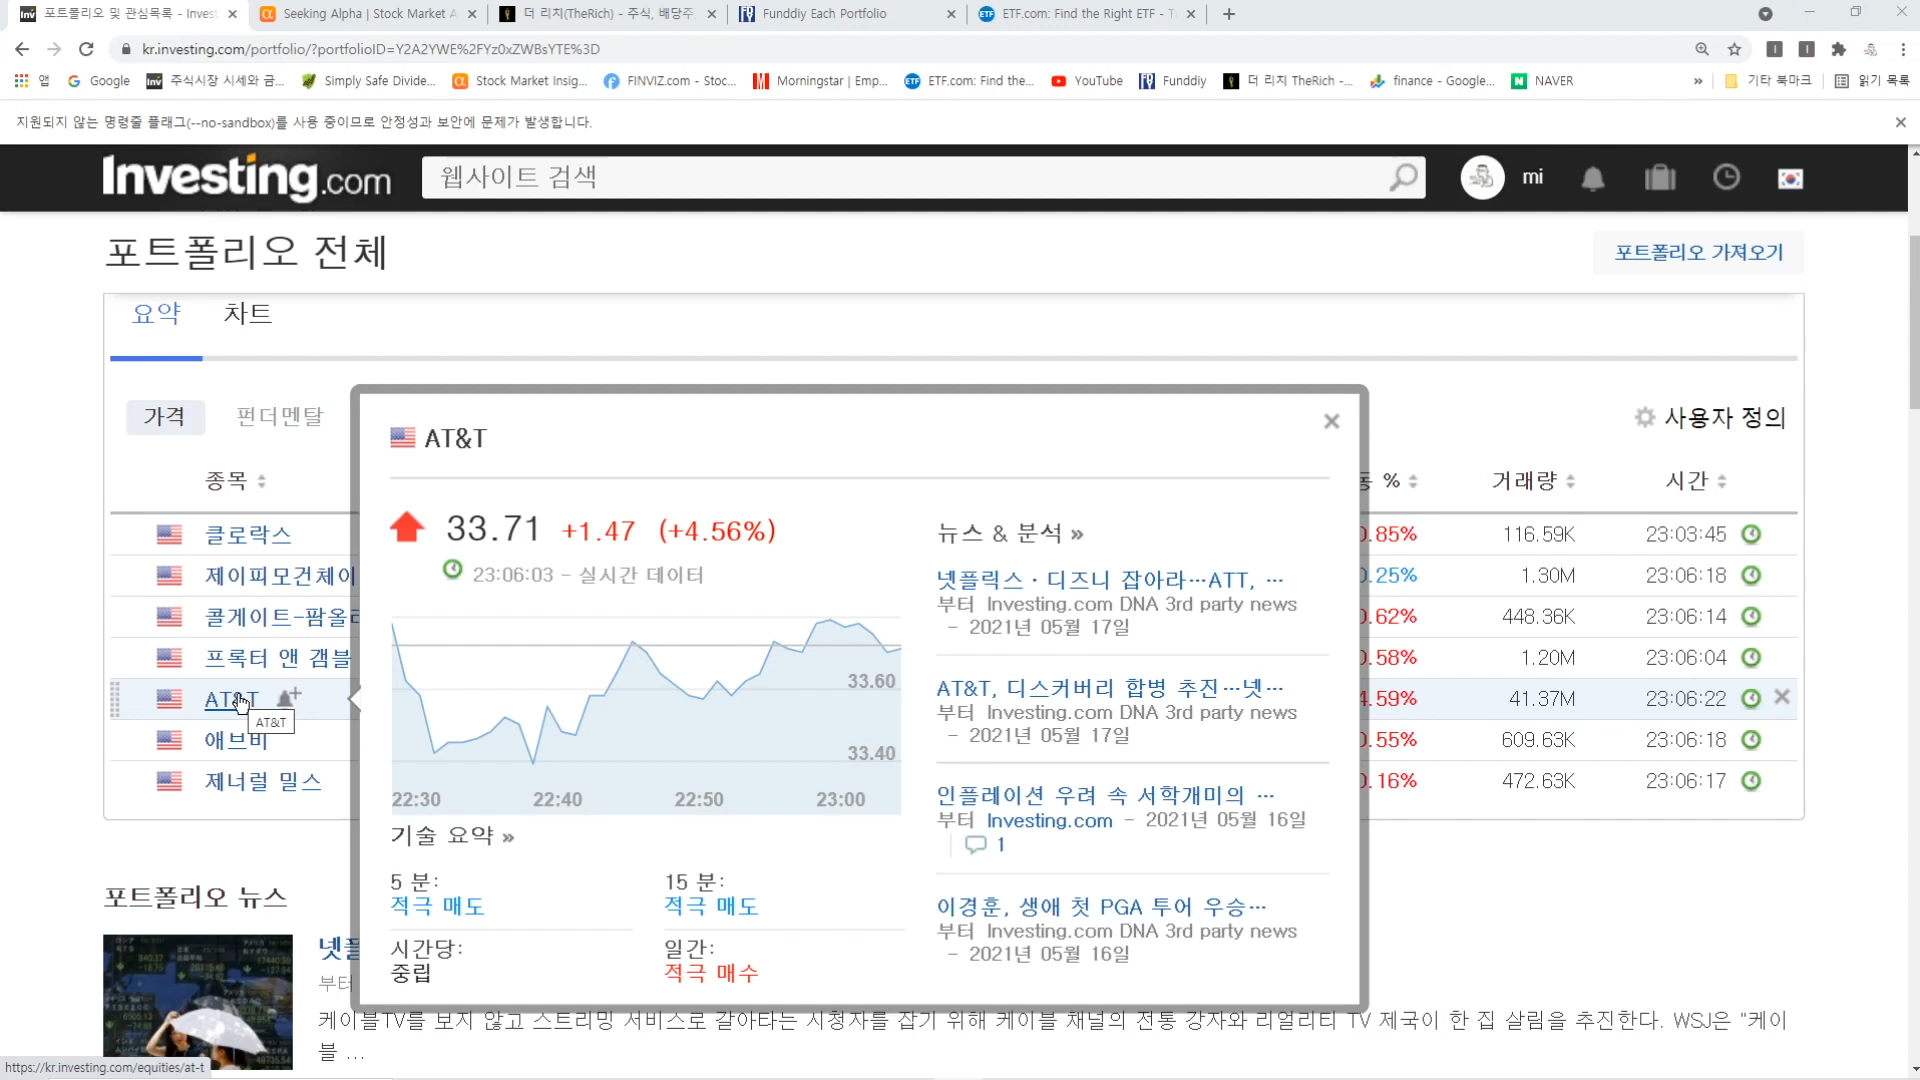 포트폴리오 및 관심목록 - Invest
Seeking Alpha | Stock Market A
더 리치(TheRich) - 주식, 배당주,
Funddiy Each Portfolio
ETF.com: Find the Right ETF - T
kr.investing.com/portfolio/?portfolioID=Y2A2YWE%2FYz0xZWBsYTE%3D
앱
Google
주식시장 시세와 금...
Simply Safe Divide...
Stock Market Insig...
FINVIZ.com - Stoc...
Morningstar | Emp...
ETF.com: Find the...
YouTube
Funddiy
더 리치 TheRich -...
finance - Google...
NAVER
»
기타 북마크
읽기 목록
지원되지 않는 명령줄 플래그(--no-sandbox)를 사용 중이므로 안정성과 보안에 문제가 발생합니다.
Investing.com
웹사이트 검색
mi
포트폴리오 전체
포트폴리오 가져오기
요약
차트
가격
펀더멘탈
사용자 정의
종목
동 %
거래량
시간
클로락스
0.85%
116.59K
23:03:45
제이피모건체이
0.25%
1.30M
23:06:18
콜게이트-팜올리
0.62%
448.36K
23:06:14
프록터 앤 갬블
0.58%
1.20M
23:06:04
AT&T
4.59%
41.37M
23:06:22
AT&T
애브비
0.55%
609.63K
23:06:18
제너럴 밀스
0.16%
472.63K
23:06:17
AT&T
33.71 +1.47 (+4.56%)
23:06:03 - 실시간 데이터
33.60
33.40
22:30
22:40
22:50
23:00
기술 요약 »
5 분:
적극 매도
15 분:
적극 매도
시간당:
중립
일간:
적극 매수
뉴스 & 분석 »
넷플릭스·디즈니 잡아라…ATT, …
부터 Investing.com DNA 3rd party news
- 2021년 05월 17일
AT&T, 디스커버리 합병 추진…넷…
부터 Investing.com DNA 3rd party news
- 2021년 05월 17일
인플레이션 우려 속 서학개미의 …
부터 Investing.com - 2021년 05월 16일
1
이경훈, 생애 첫 PGA 투어 우승…
부터 Investing.com DNA 3rd party news
- 2021년 05월 16일
포트폴리오 뉴스
넷플
부터
케이블TV를 보지 않고 스트리밍 서비스로 갈아타는 시청자를 잡기 위해 케이블 채널의 전통 강자와 리얼리티 TV 제국이 한 집 살림을 추진한다. WSJ은 "케이
블 ...
https://kr.investing.com/equities/at-t